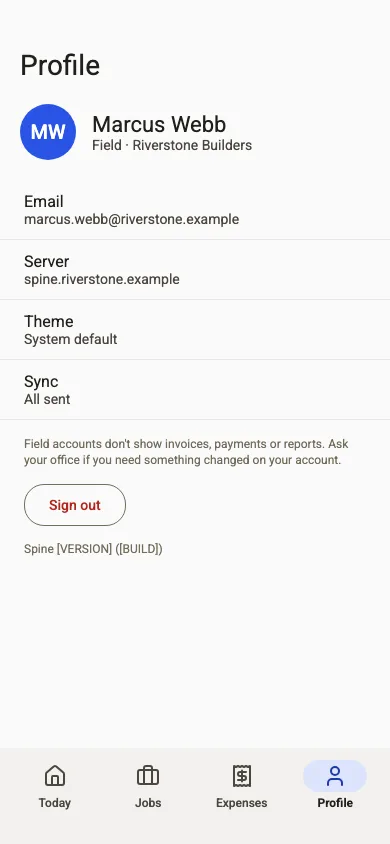 Profile
MW
Marcus Webb
Field · Riverstone Builders
Email
marcus.webb@riverstone.example
Server
spine.riverstone.example
Theme
System default
Sync
All sent
Field accounts don't show invoices, payments or reports. Ask
your office if you need something changed on your account.
Sign out
Spine [VERSION] ([BUILD])
Today
Jobs
Expenses
Profile